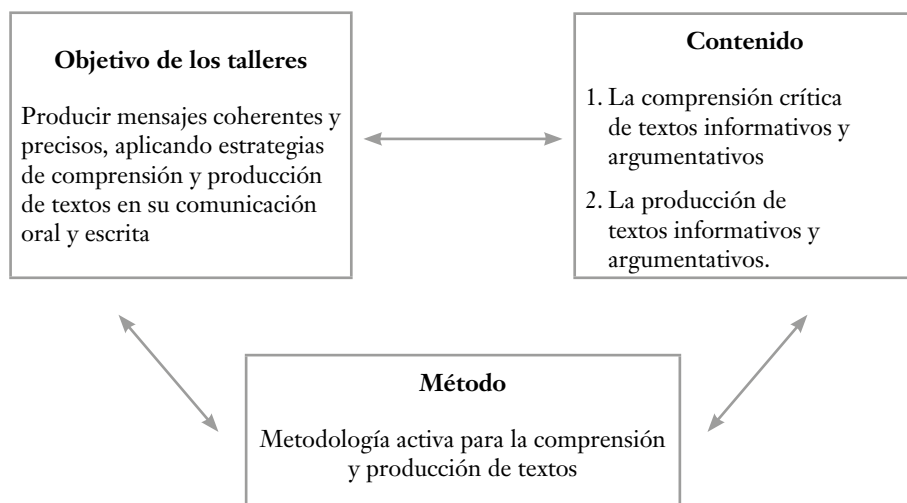 Objetivo de los talleres
Producir mensajes coherentes y
precisos, aplicando estrategias
de comprensión y producción
de textos en su comunicación
oral y escrita
Contenido
1. La comprensión crítica
de textos informativos y
argumentativos
2. La producción de
textos informativos y
argumentativos.
Método
Metodología activa para la comprensión
y producción de textos